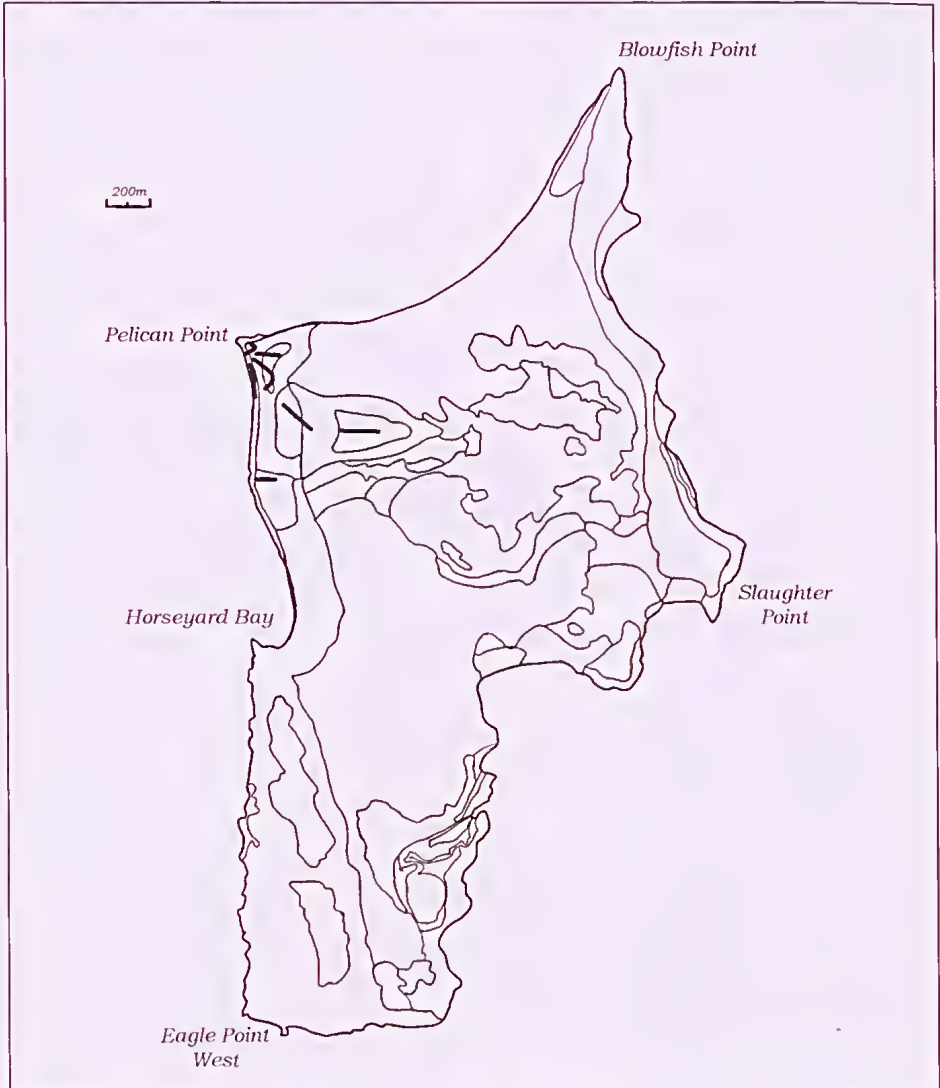 Blowfish Point
200m
Pelican Point
Horseyard Bay
Slaughter
Point
Eagle Point
West